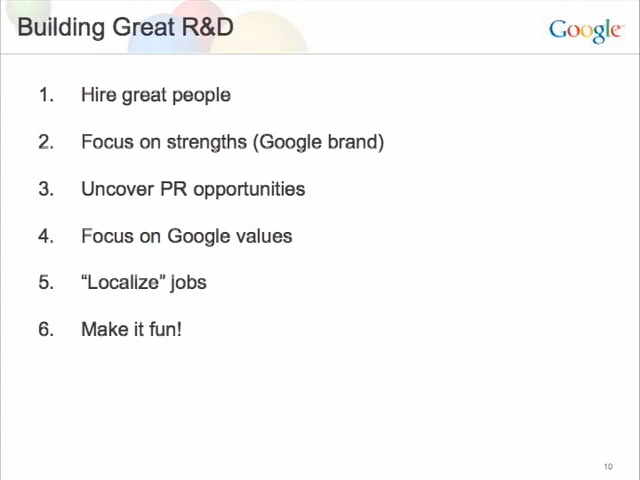 Building Great R&D
Google
1. Hire great people
2. Focus on strengths (Google brand)
3. Uncover PR opportunities
4. Focus on Google values
5. “Localize” jobs
6. Make it fun!
10